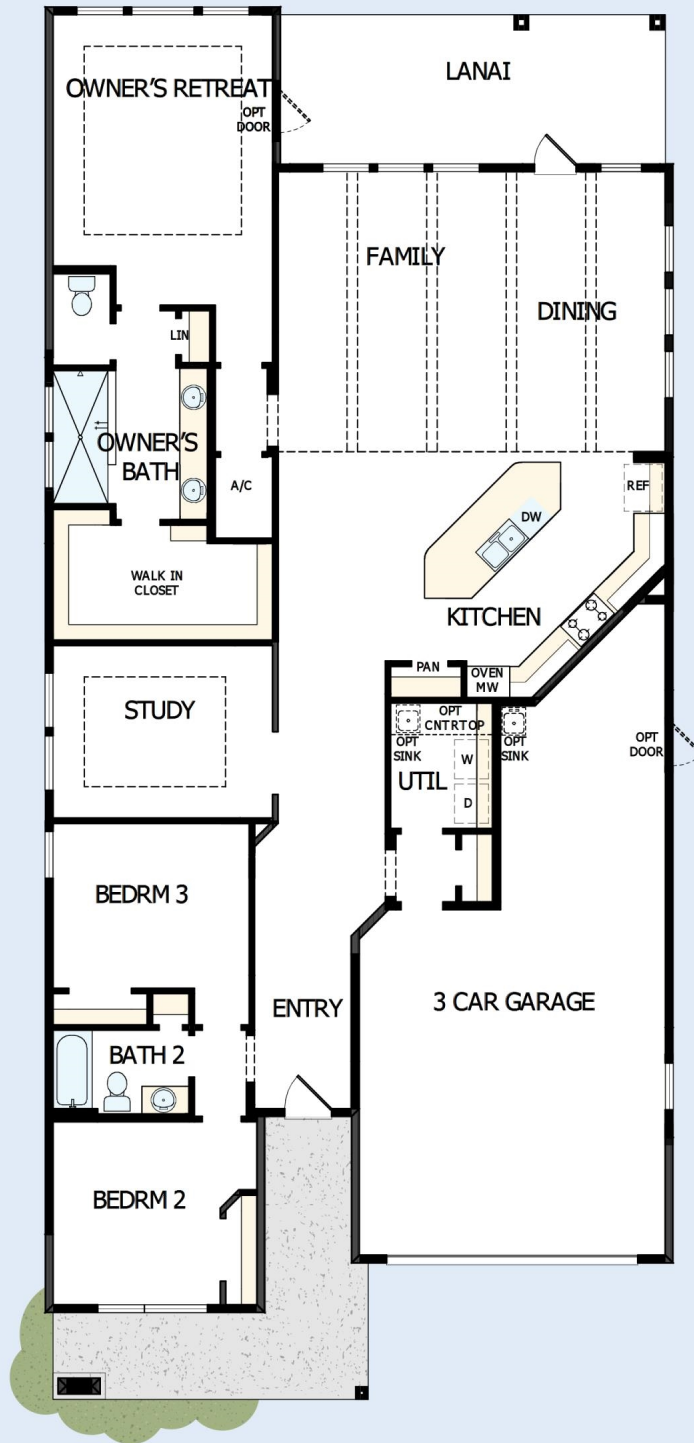 LANAI
OWNER'S RETREAT
OPT
DOOR
FAMILY
DINING
LIN
OWNER'S
BATH
A/C
REF
DW
WALK IN
CLOSET
KITCHEN
PAN
OVEN
MW
STUDY
OPT
CNTRTOP
OPT
SINK
OPT
SINK
OPT
DOOR
W
UTIL
D
BEDRM 3
ENTRY
3 CAR GARAGE
BATH 2
BEDRM 2